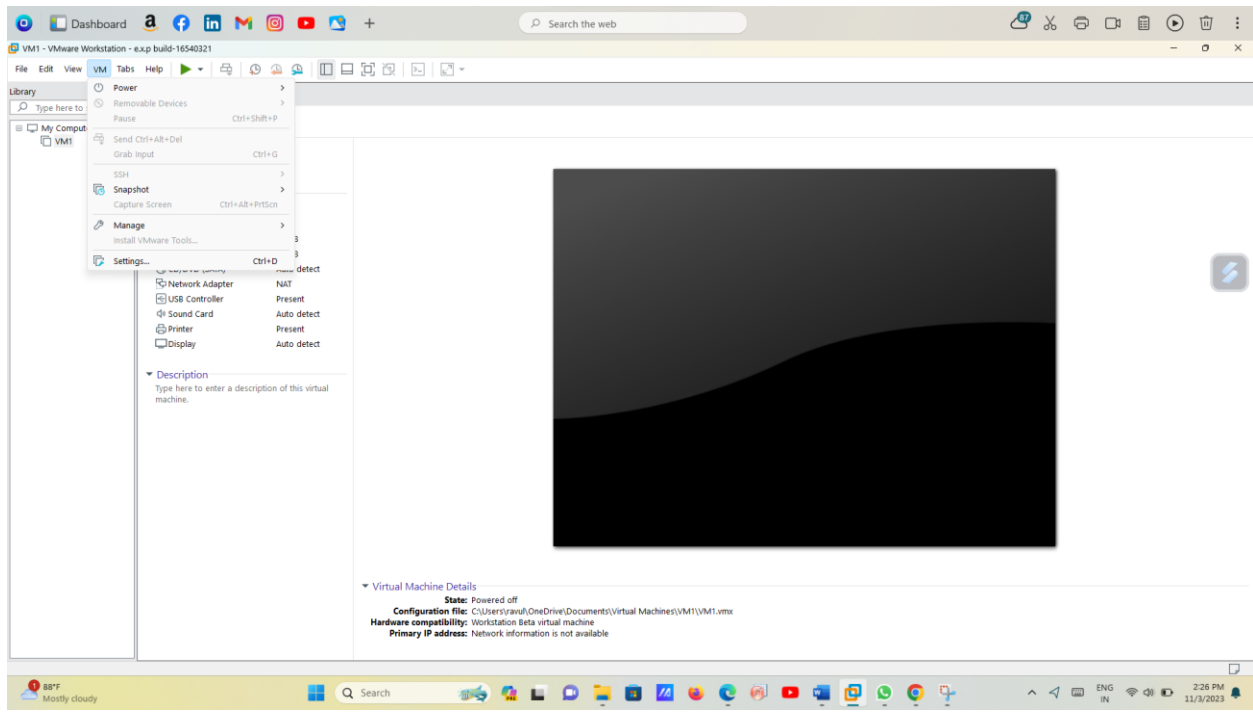 Dashboard
Search the web
87
VM1 - VMware Workstation - e.x.p build-16540321
File Edit View VM Tabs Help
Library
Type here to
My Comput
VM1
Power
Removable Devices
Pause Ctrl+Shift+P
Send Ctrl+Alt+Del
Grab Input Ctrl+G
SSH
Snapshot
Capture Screen Ctrl+Alt+PrtScn
Manage
Install VMware Tools...
Settings... Ctrl+D
detect
Network Adapter NAT
USB Controller Present
Sound Card Auto detect
Printer Present
Display Auto detect
Description
Type here to enter a description of this virtual
machine.
Virtual Machine Details
State: Powered off
Configuration file: C:\Users\ravul\OneDrive\Documents\Virtual Machines\VM1\VM1.vmx
Hardware compatibility: Workstation Beta virtual machine
Primary IP address: Network information is not available
1
88°F
Mostly cloudy
Search
ENG
IN
2:26 PM
11/3/2023